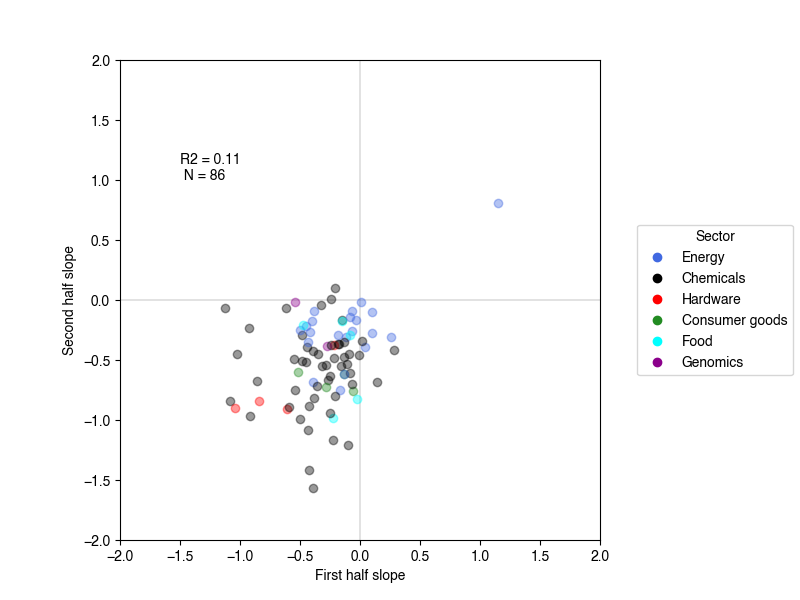 2.0
1.5
1.0
0.5
0.0
−0.5
−1.0
−1.5
−2.0
Second half slope
R2 = 0.11
N = 86
−2.0 −1.5 −1.0 −0.5 0.0 0.5 1.0 1.5 2.0
First half slope
Sector
Energy
Chemicals
Hardware
Consumer goods
Food
Genomics